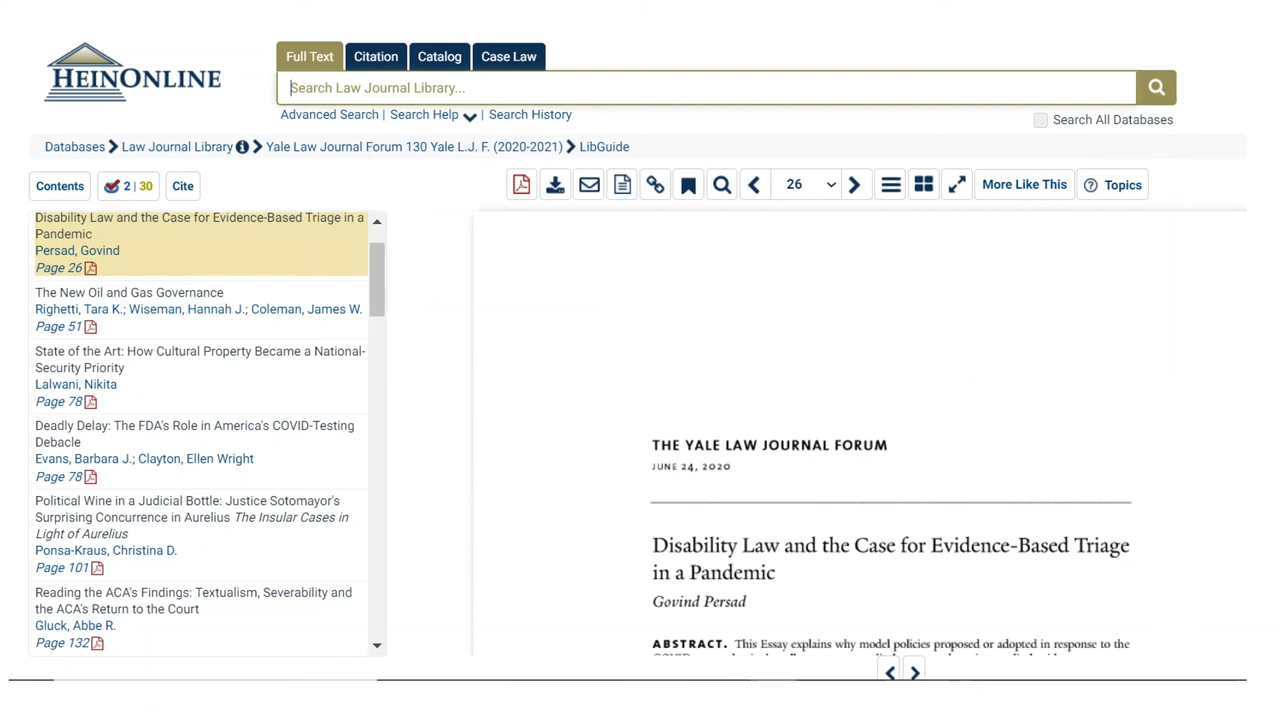 HEINONLINE
Full Text Citation Catalog Case Law
Search Law Journal Library...
Advanced Search | Search Help | Search History
Search All Databases
Databases Law Journal Library Yale Law Journal Forum 130 Yale L.J. F. (2020-2021) LibGuide
Contents 2 | 30 Cite
26 More Like This Topics
Disability Law and the Case for Evidence-Based Triage in a
Pandemic
Persad, Govind
Page 26
The New Oil and Gas Governance
Righetti, Tara K.; Wiseman, Hannah J.; Coleman, James W.
Page 51
State of the Art: How Cultural Property Became a National-
Security Priority
Lalwani, Nikita
Page 78
Deadly Delay: The FDA's Role in America's COVID-Testing
Debacle
Evans, Barbara J.; Clayton, Ellen Wright
Page 78
Political Wine in a Judicial Bottle: Justice Sotomayor's
Surprising Concurrence in Aurelius The Insular Cases in
Light of Aurelius
Ponsa-Kraus, Christina D.
Page 101
Reading the ACA's Findings: Textualism, Severability and
the ACA's Return to the Court
Gluck, Abbe R.
Page 132
THE YALE LAW JOURNAL FORUM
JUNE 24, 2020
Disability Law and the Case for Evidence-Based Triage
in a Pandemic
Govind Persad
ABSTRACT. This Essay explains why model policies proposed or adopted in response to the